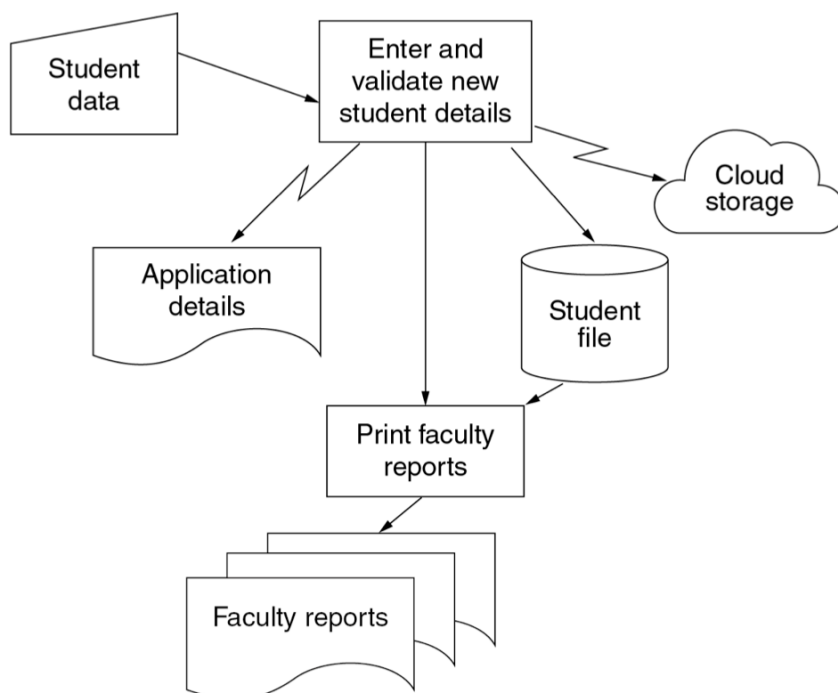 Student
data
Enter and
validate new
student details
Cloud
storage
Application
details
Student
file
Print faculty
reports
Faculty reports